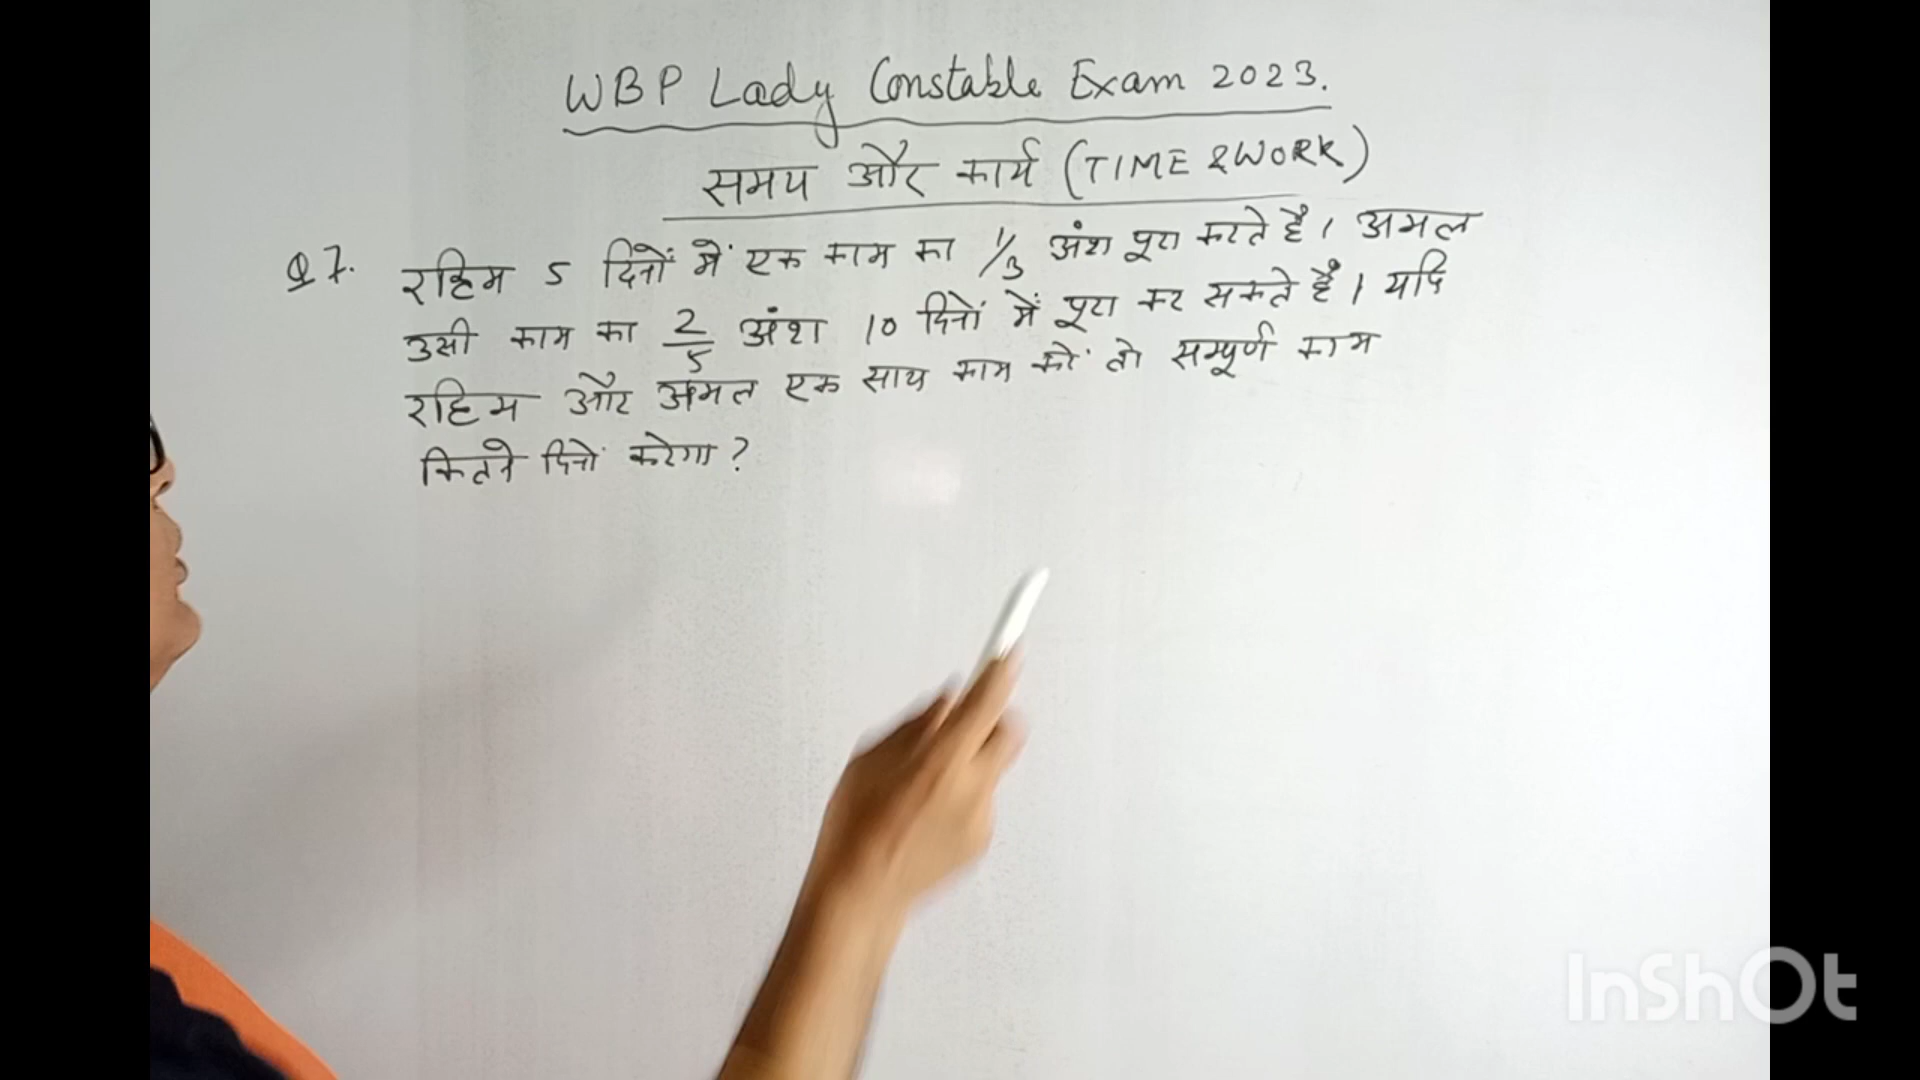 WBP Lady Constable Exam 2023.
समय और कार्य (TIME & WORK)
Q7. रहिम 5 दिनों में एक काम का 1/3 अंश पूरा करते है। अमल
उसी काम का 2/5 अंश 10 दिनों में पूरा कर सकते हैं। यदि
रहिम और अमल एक साथ काम करें तो सम्पूर्ण काम
कितने दिनों करेगा?
InShOt